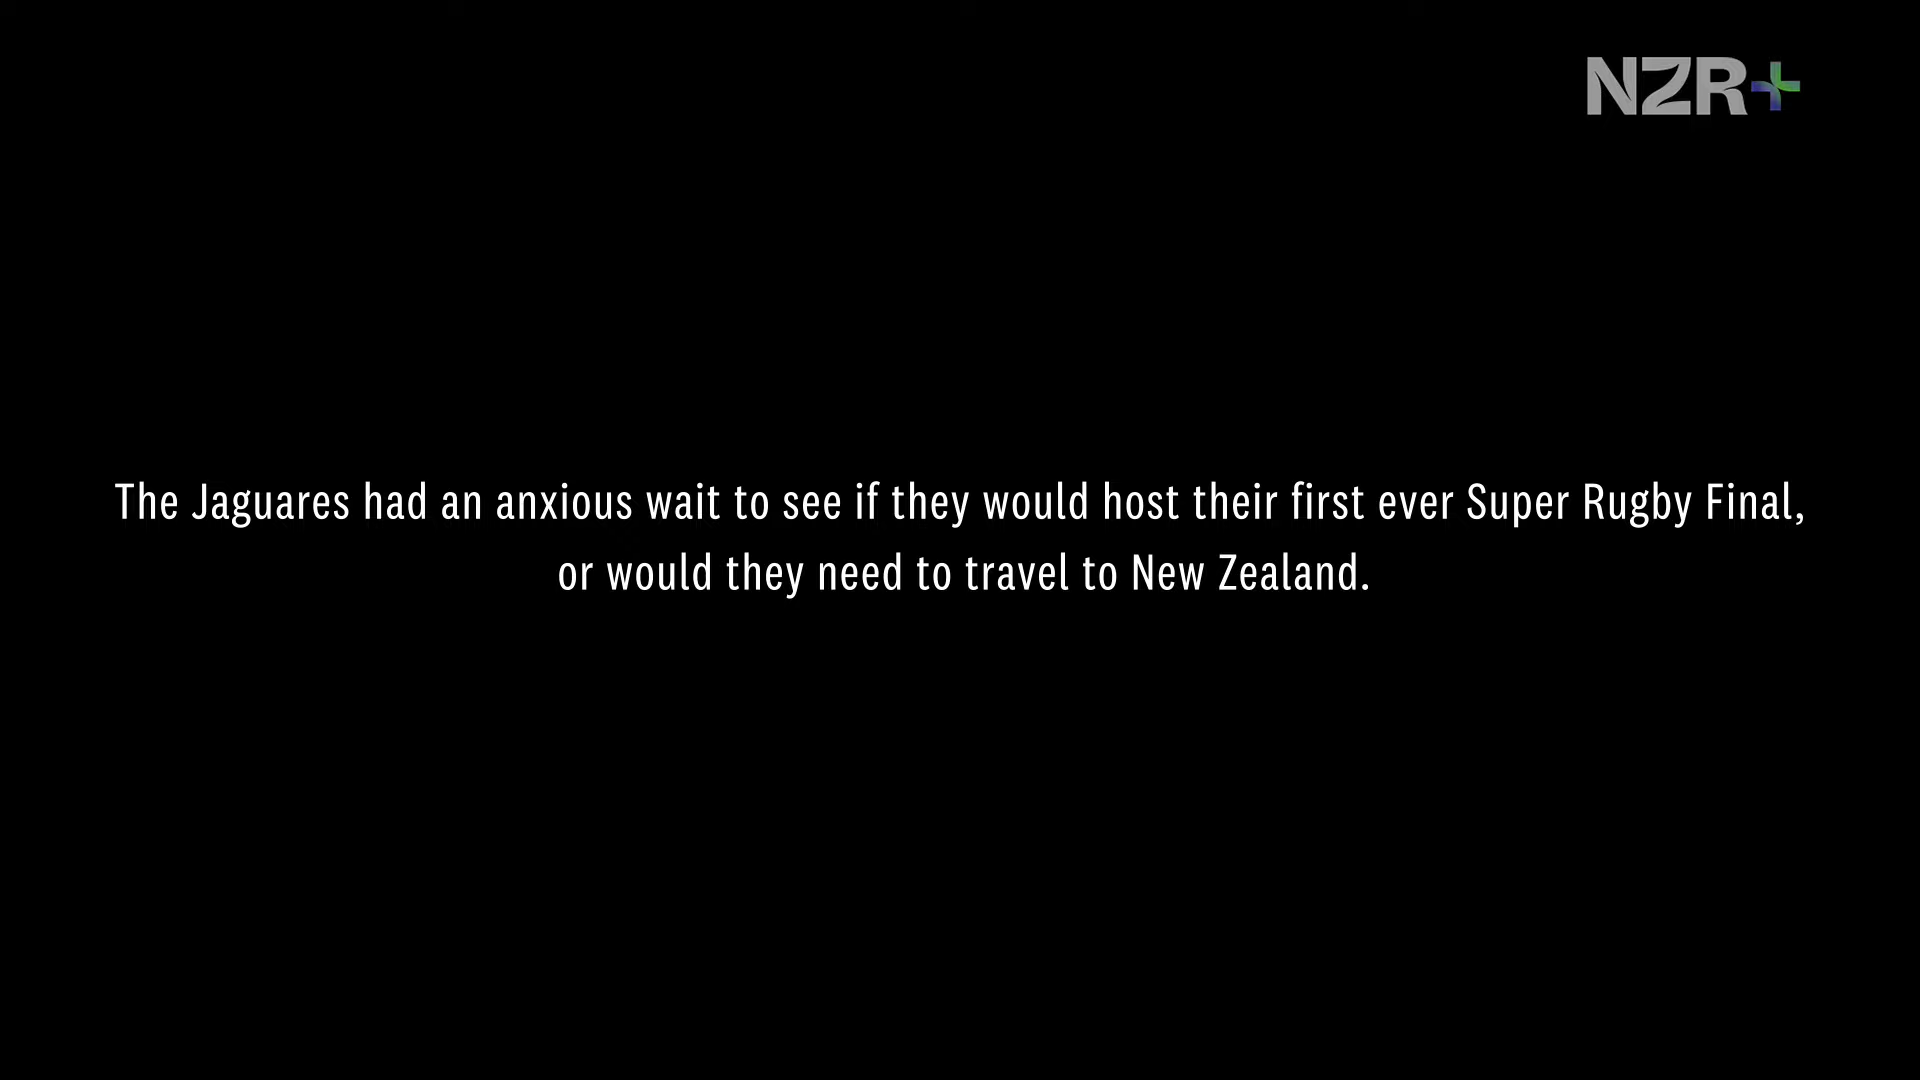 NZR+
The Jaguares had an anxious wait to see if they would host their first ever Super Rugby Final,
or would they need to travel to New Zealand.